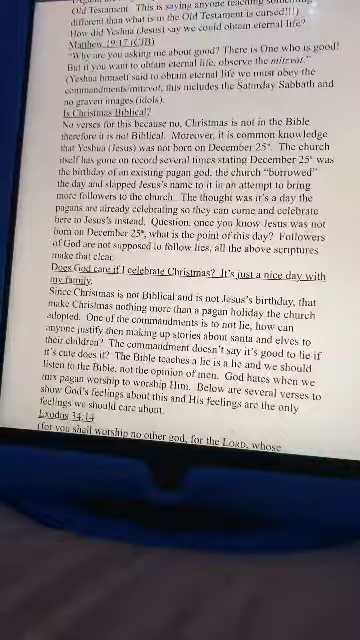 Old Testament. This is saying anyone teaching something
different than what is in the Old Testament is cursed!!!)
How did Yeshua (Jesus) say we could obtain eternal life?
Matthew 19:17 (CJB)
"Why are you asking me about good? There is One who is good!
But if you want to obtain eternal life, observe the mitzvot."
(Yeshua himself said to obtain eternal life we must obey the
commandments/mitzvot, this includes the Saturday Sabbath and
no graven images (idols).
Is Christmas Biblical?
No verses for this because no, Christmas is not in the Bible
therefore it is not Biblical. Moreover, it is common knowledge
that Yeshua (Jesus) was not born on December 25th. The church
itself has gone on record several times stating December 25th was
the birthday of an existing pagan god, the church "borrowed"
the day and slapped Jesus's name to it in an attempt to bring
more followers to the church. The thought was it's a day the
pagans are already celebrating so they can come and celebrate
here to Jesus's instead. Question, once you know Jesus was not
born on December 25th, what is the point of this day? Followers
of God are not supposed to follow lies, all the above scriptures
make that clear.
Does God care if I celebrate Christmas? It's just a nice day with
my family.
Since Christmas is not Biblical and is not Jesus's birthday, that
make Christmas nothing more than a pagan holiday the church
adopted. One of the commandments is to not lie, how can
anyone justify then making up stories about santa and elves to
their children? The commandment doesn't say it's good to lie if
it's cute does it? The Bible teaches a lie is a lie and we should
listen to the Bible, not the opinion of men. God hates when we
mix pagan worship to worship Him. Below are several verses to
show God's feelings about this and His feelings are the only
feelings we should care about.
Exodus 34:14
(for you shall worship no other god, for the LORD, whose